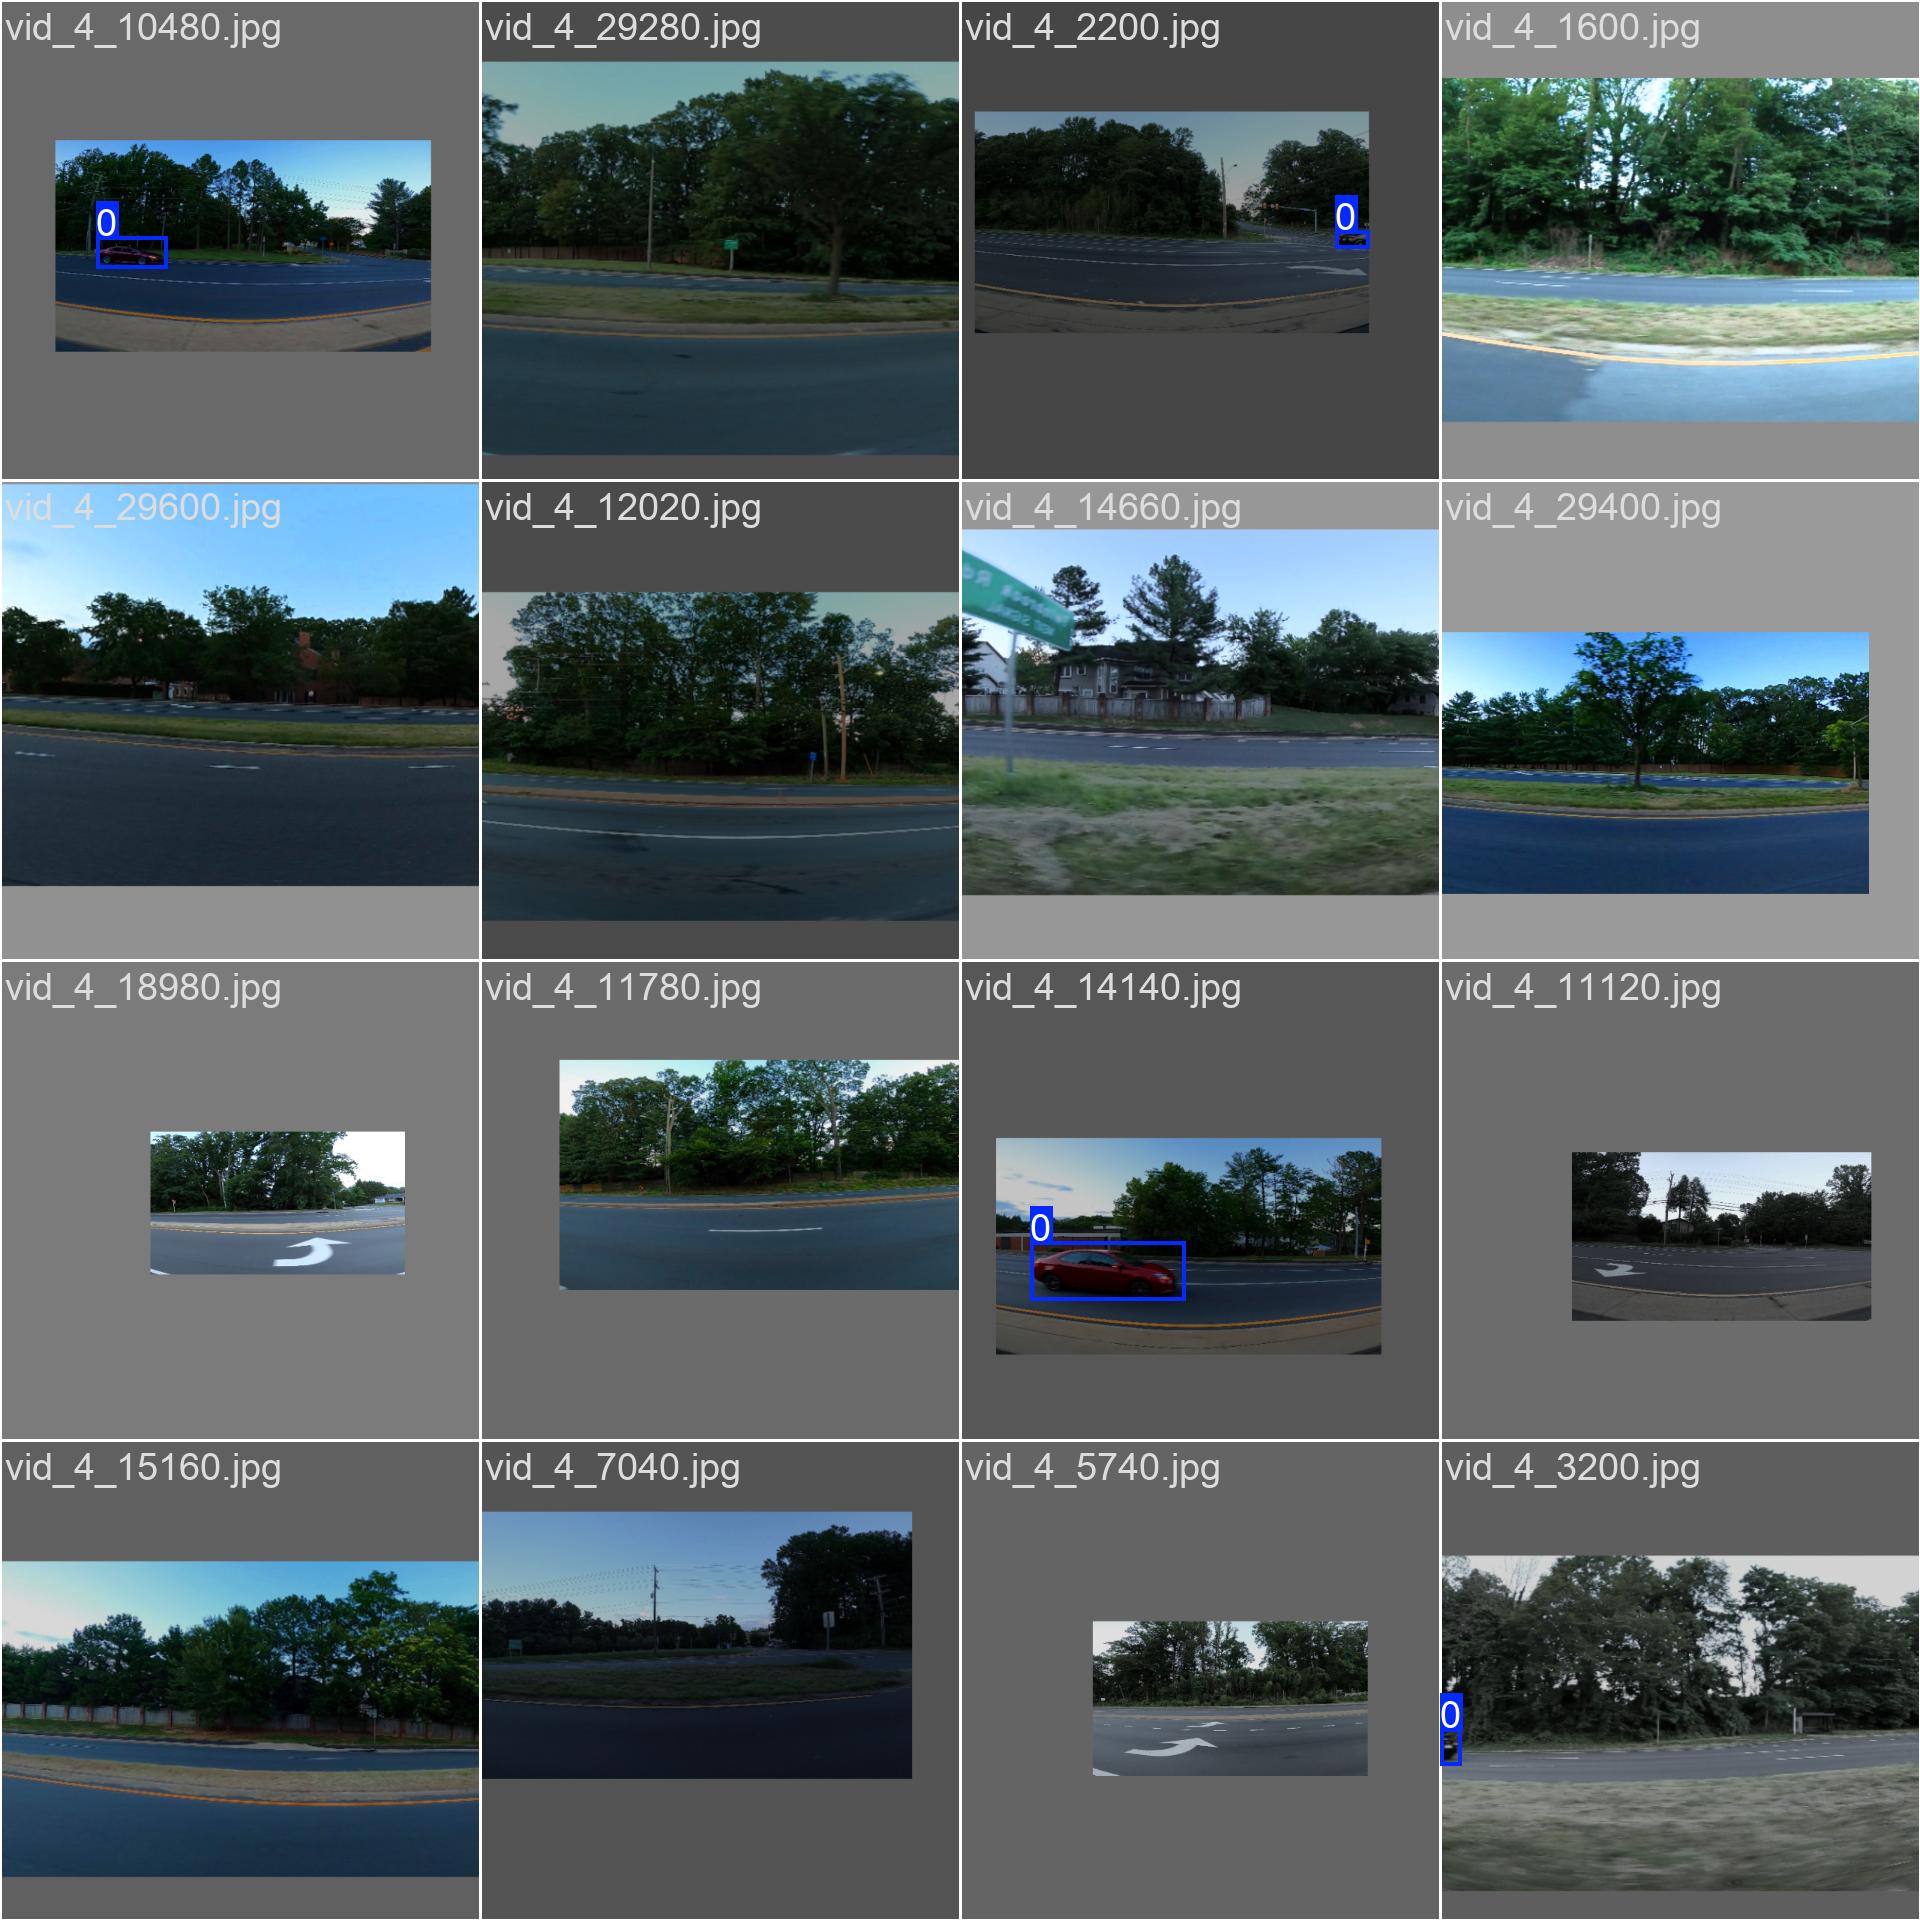 vid_4_10480.jpg
vid_4_29280.jpg
vid_4_2200.jpg
vid_4_1600.jpg
0
0
vid_4_29600.jpg
vid_4_12020.jpg
vid_4_14660.jpg
vid_4_29400.jpg
vid_4_18980.jpg
vid_4_11780.jpg
vid_4_14140.jpg
vid_4_11120.jpg
0
vid_4_15160.jpg
vid_4_7040.jpg
vid_4_5740.jpg
vid_4_3200.jpg
0